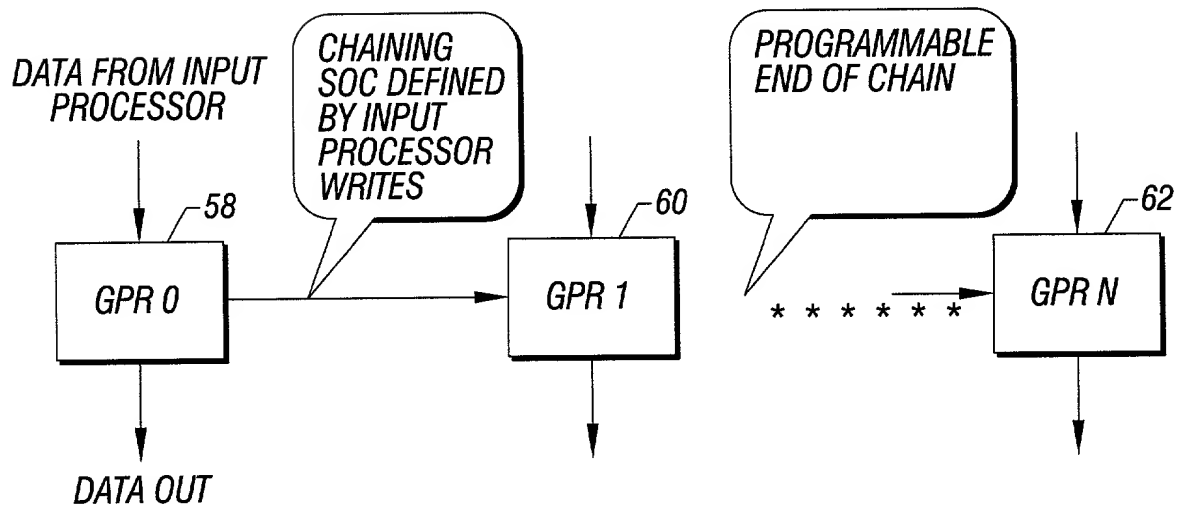 DATA FROM INPUT
PROCESSOR
CHAINING
SOC DEFINED
BY INPUT
PROCESSOR
WRITES
PROGRAMMABLE
END OF CHAIN
58
60
62
GPR 0
GPR 1
* * * * * *
GPR N
DATA OUT